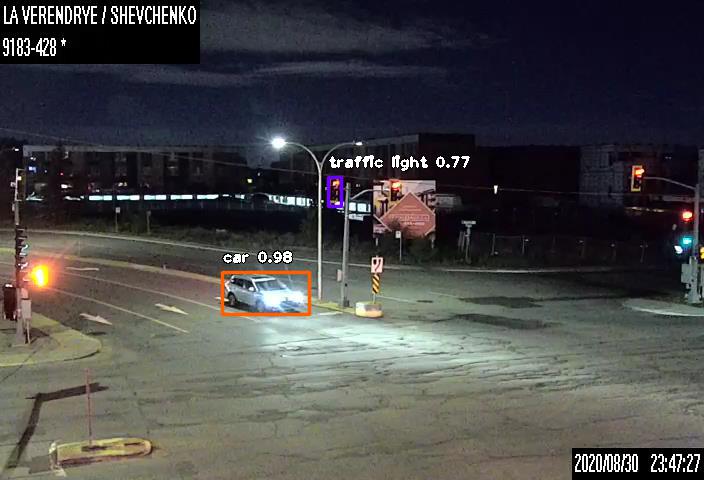 LA VERENDRYE / SHEVCHENKO
9183-428 *
traffic light 0.77
car 0.98
2020/08/30 23:47:27